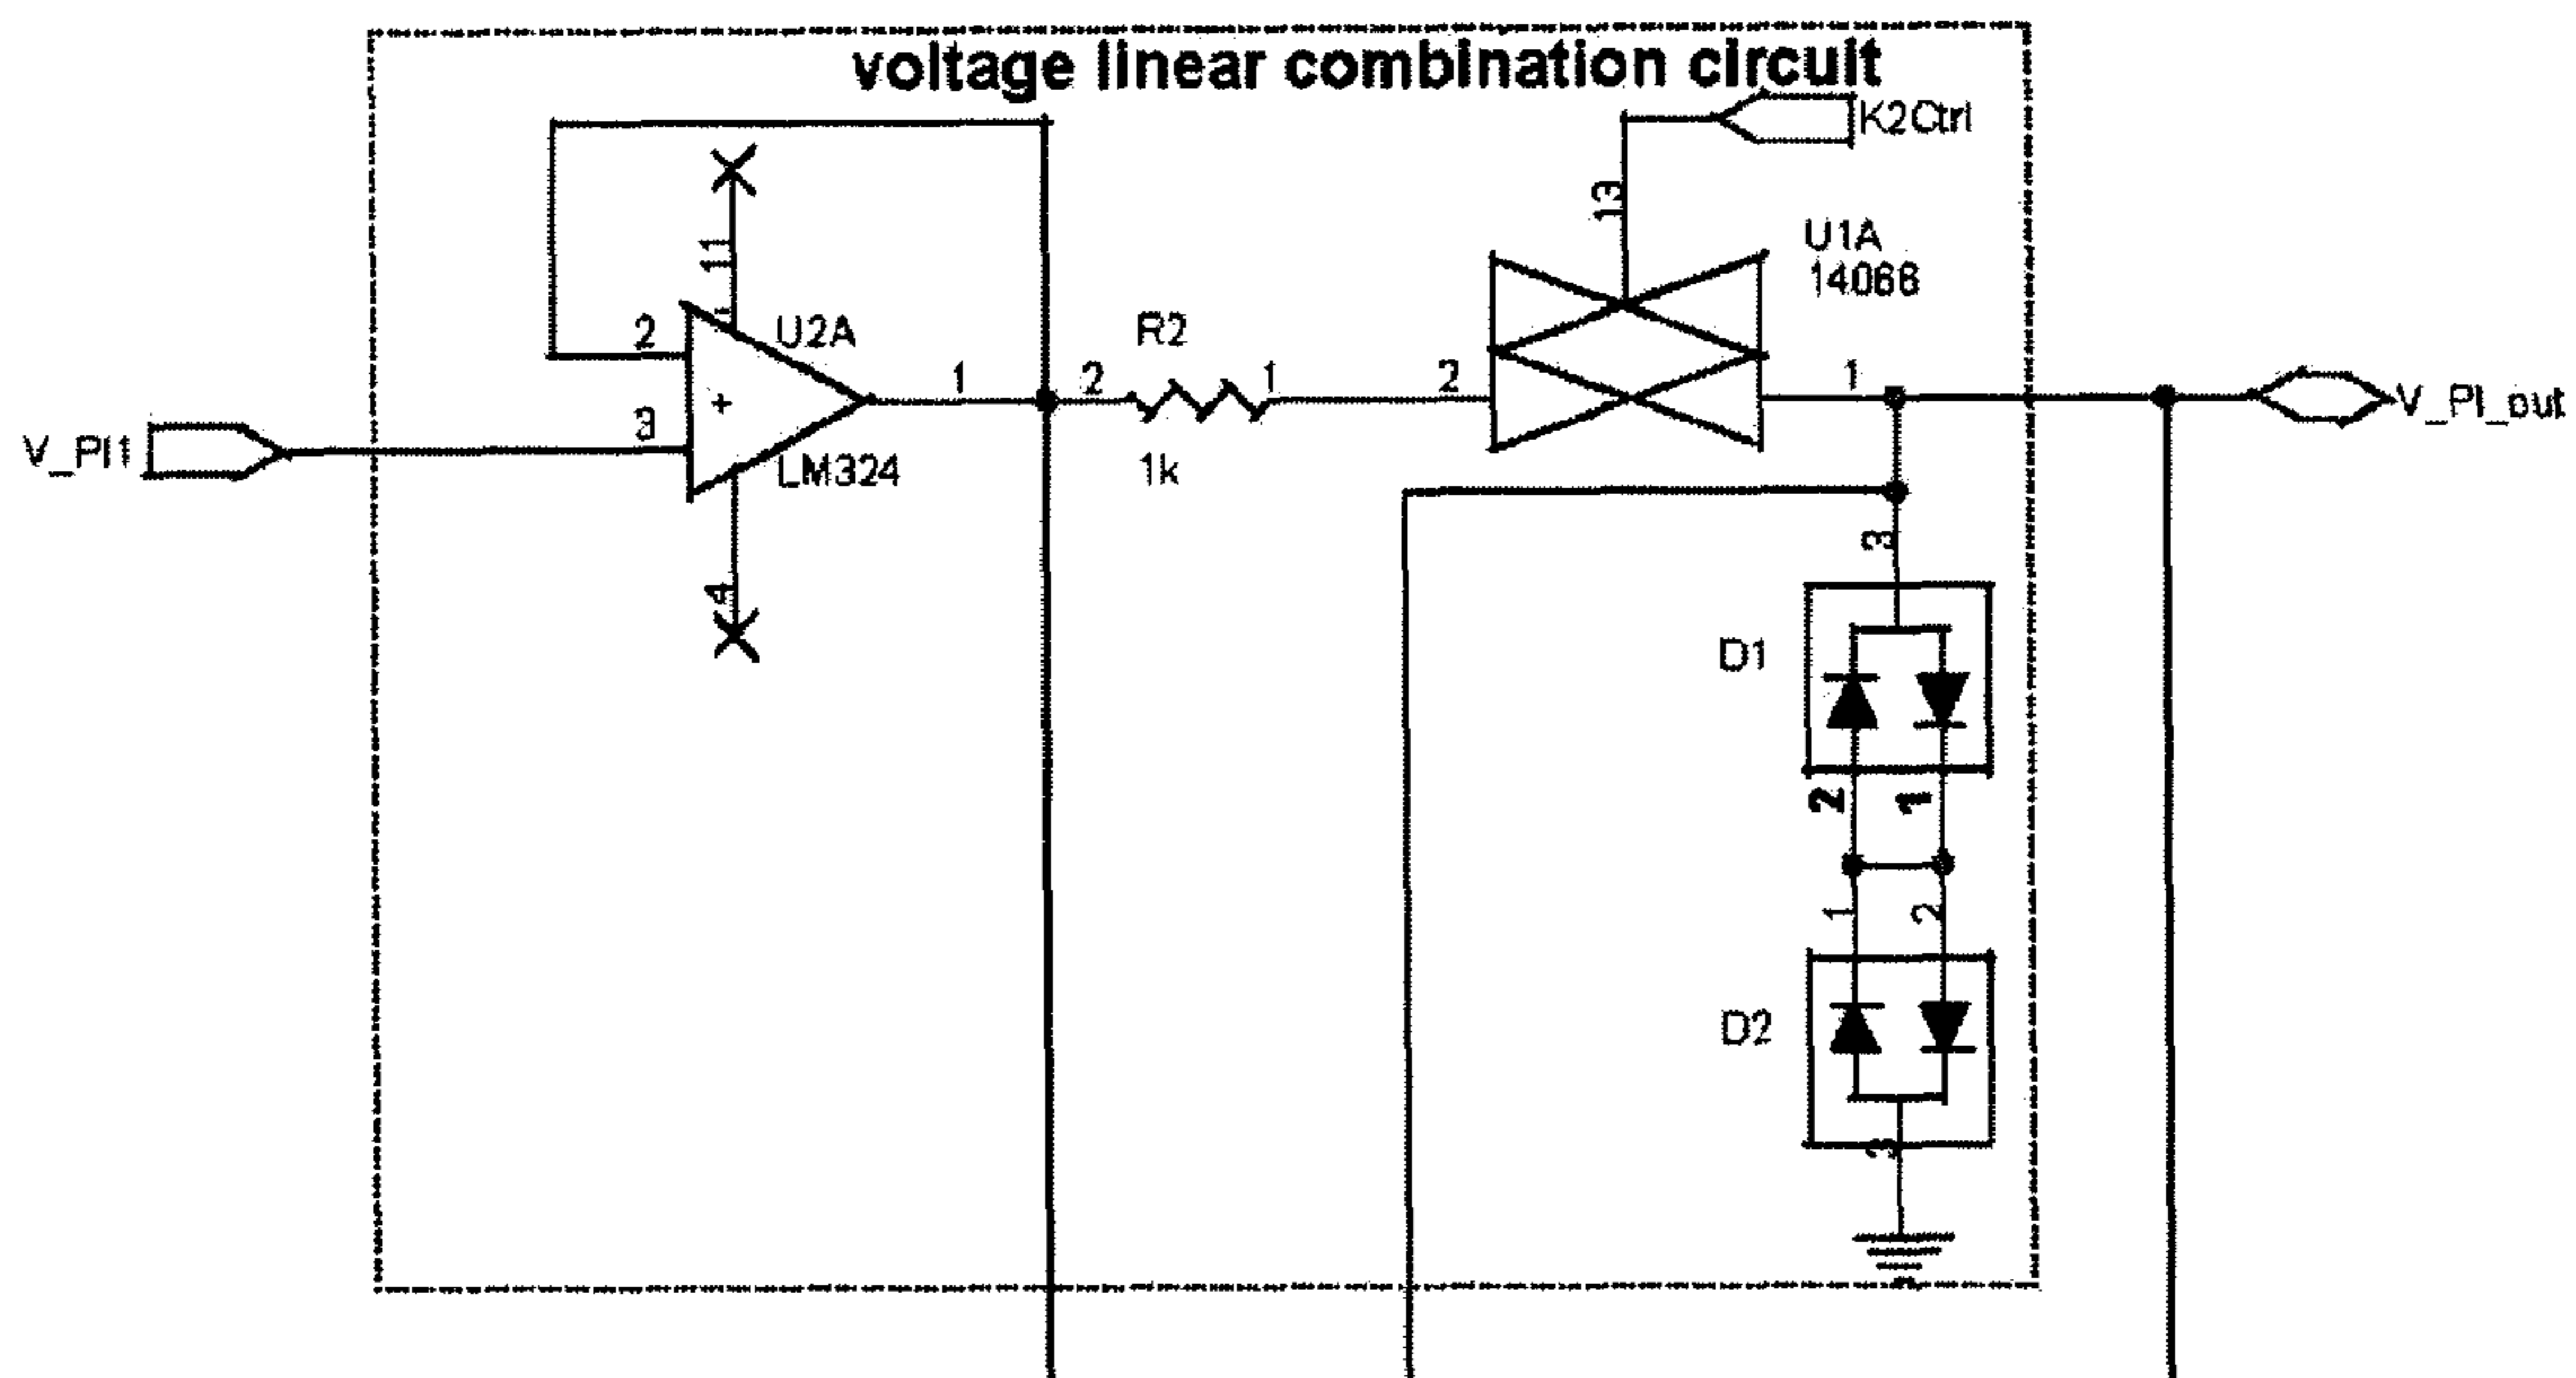 voltage linear combination circuit
K2Ctrl
13
11
U1A
14066
2
U2A
R2
1
2
1
2
1
V_PI1
3
LM324
1k
V_PI_out
4
3
D1
2
1
1
2
D2
3